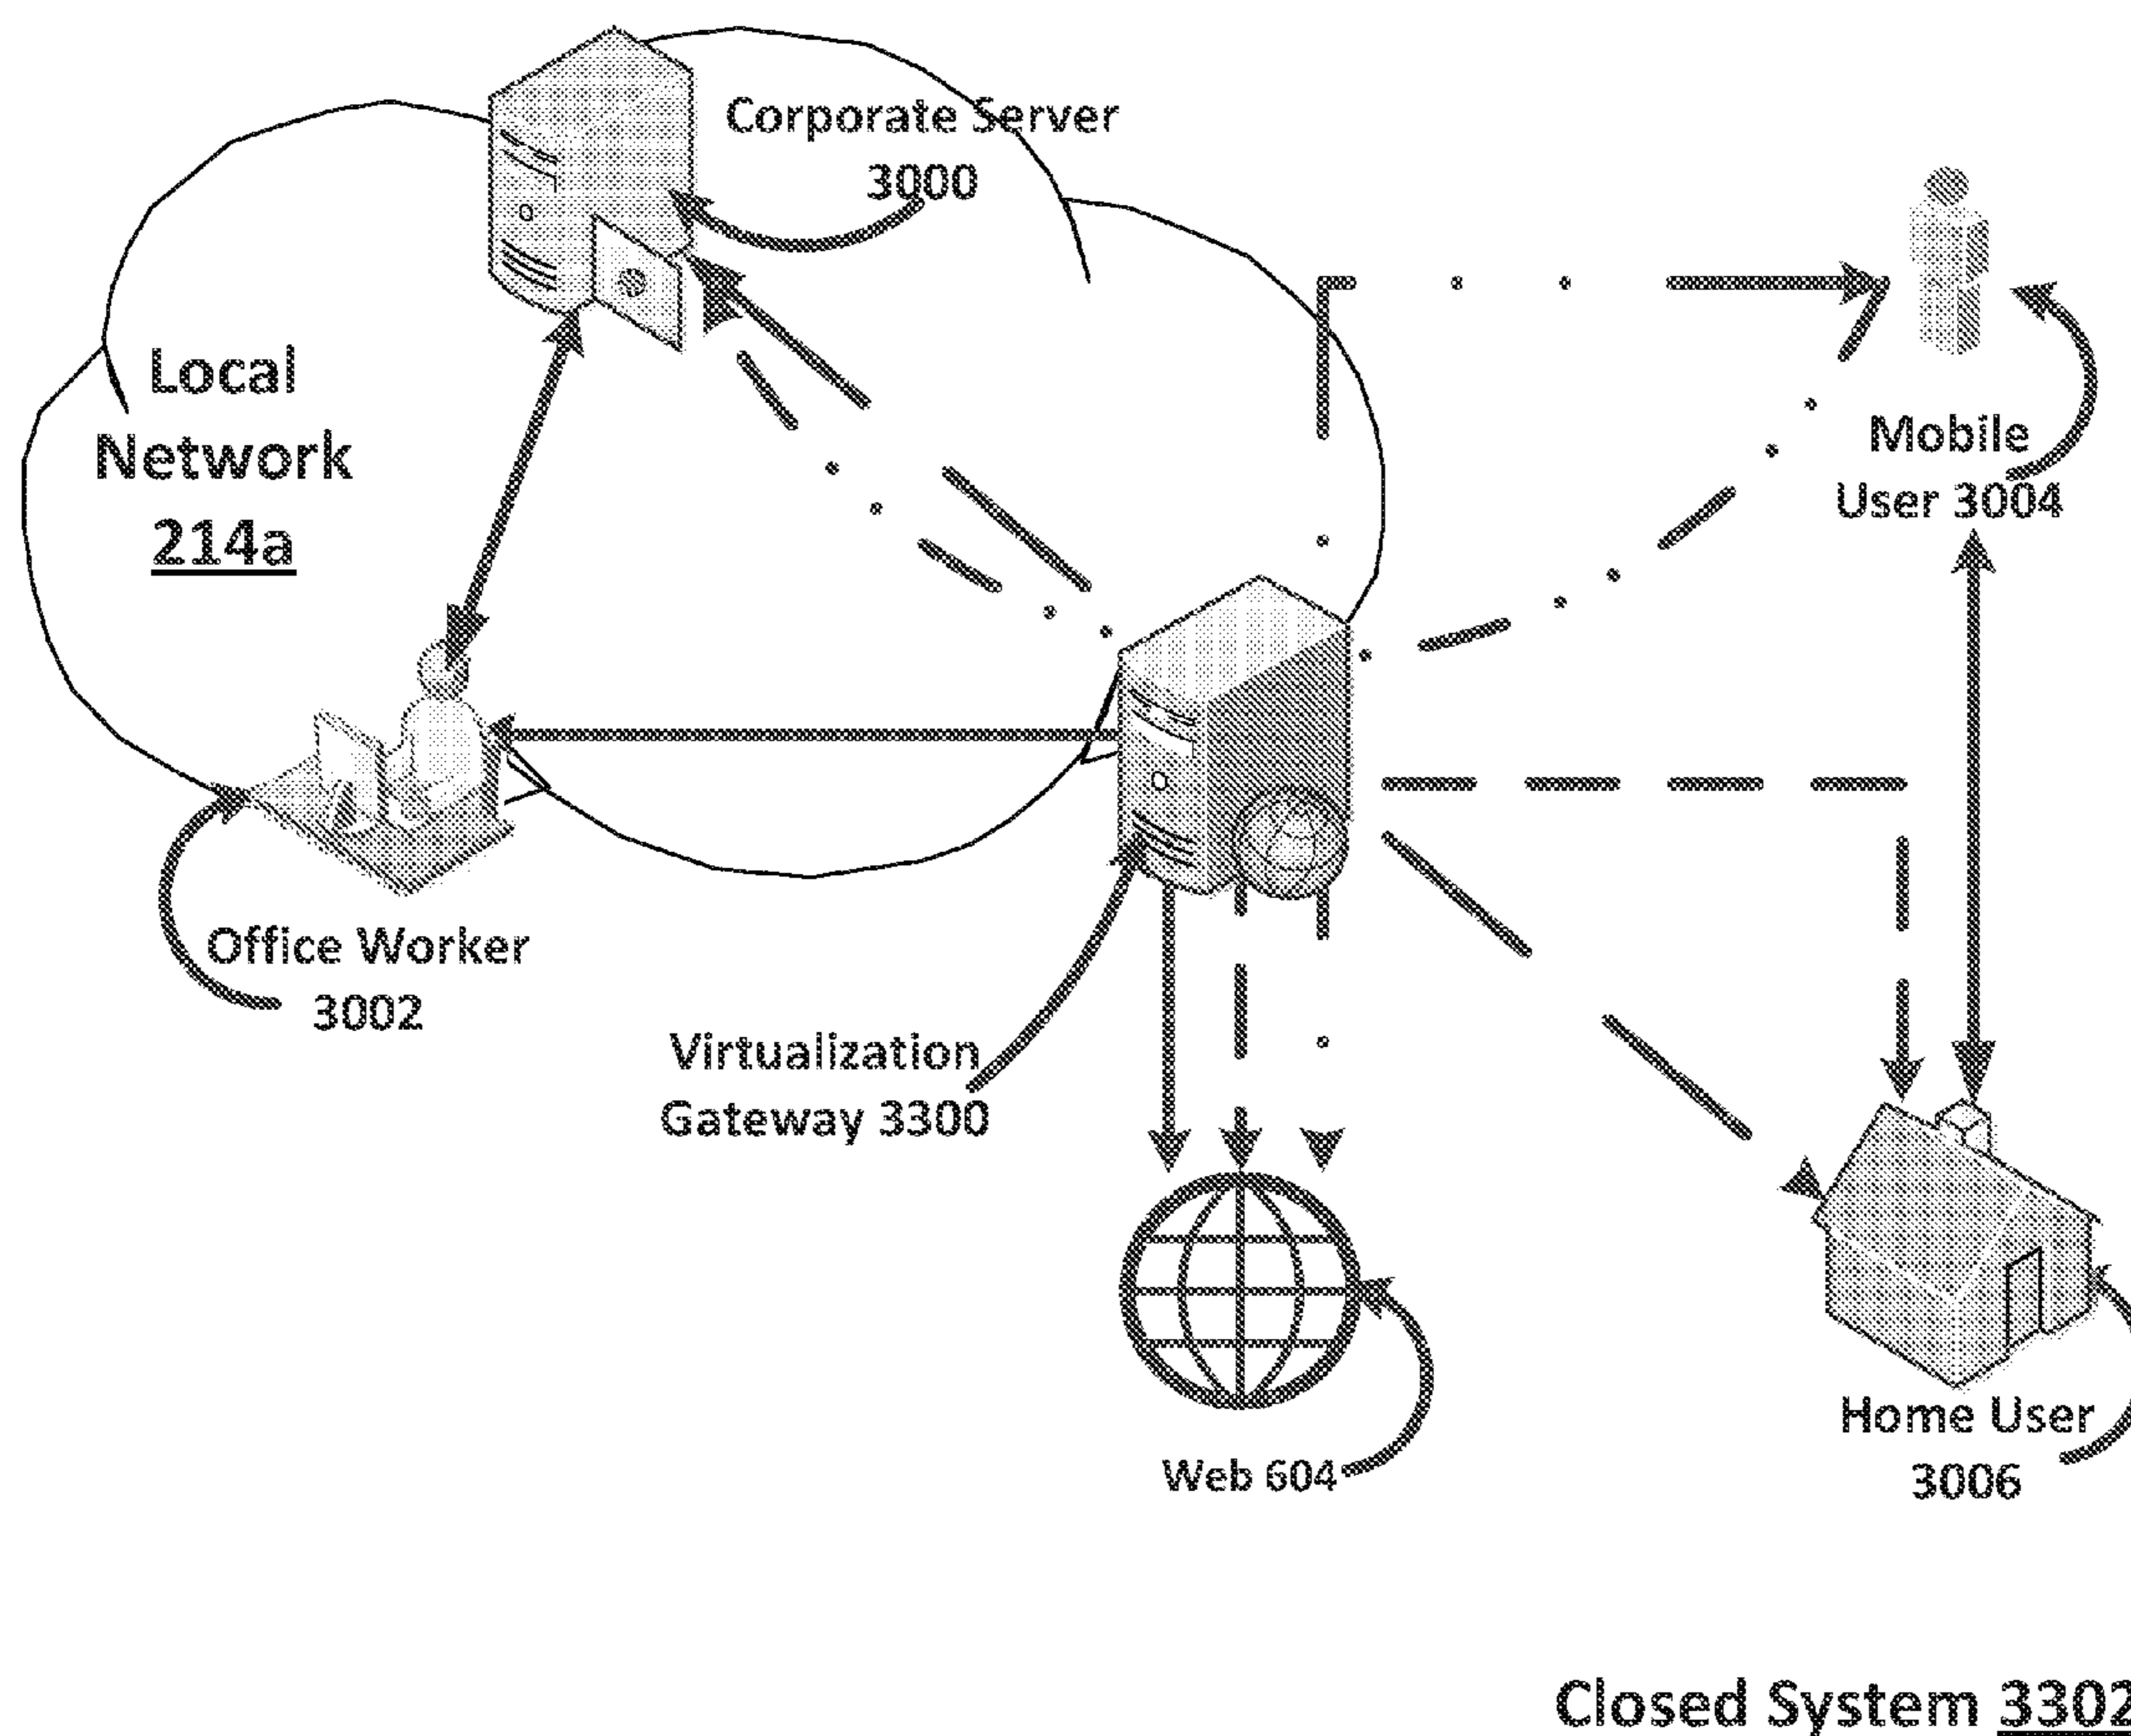 Corporate Server
3000
Local
Network
214a
Mobile
User 3004
Office Worker
3002
Virtualization
Gateway 3300
Web 604
Home User
3006
Closed System 3302